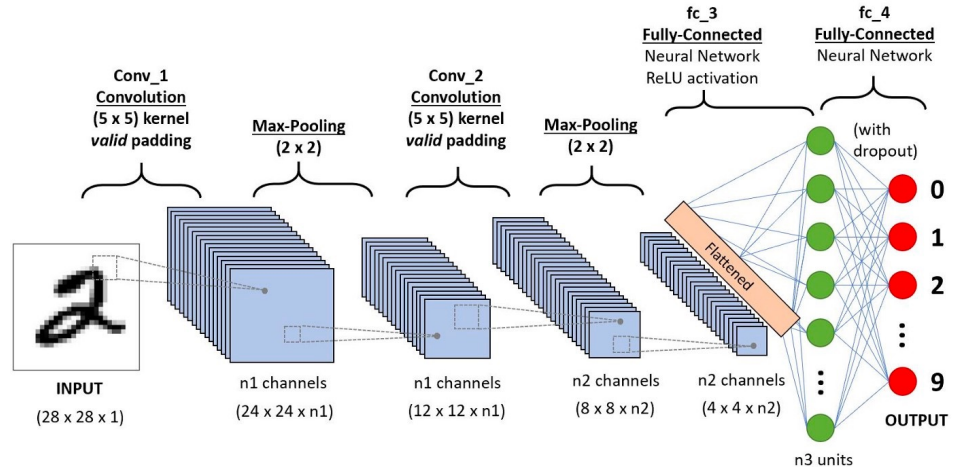 fc_3
Fully-Connected
Neural Network
ReLU activation
fc_4
Fully-Connected
Neural Network
Conv_1
Convolution
(5 x 5) kernel
valid padding
Max-Pooling
(2 x 2)
Conv_2
Convolution
(5 x 5) kernel
valid padding
Max-Pooling
(2 x 2)
(with
dropout)
Flattened
0
1
2
9
2
INPUT
(28 x 28 x 1)
n1 channels
(24 x 24 x n1)
n1 channels
(12 x 12 x n1)
n2 channels
(8 x 8 x n2)
n2 channels
(4 x 4 x n2)
OUTPUT
n3 units